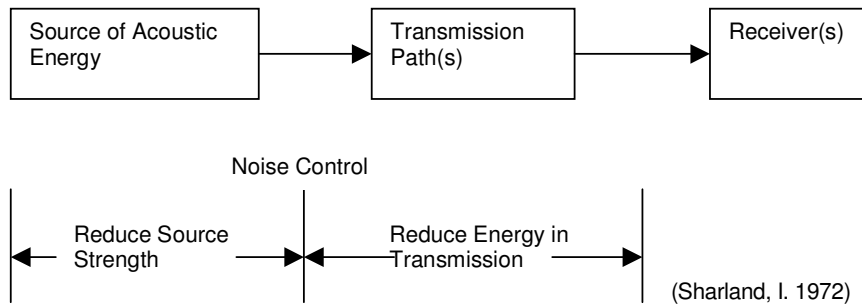 Source of Acoustic
Energy
Transmission
Path(s)
Receiver(s)
Noise Control
Reduce Source
Strength
Reduce Energy in
Transmission
(Sharland, I. 1972)